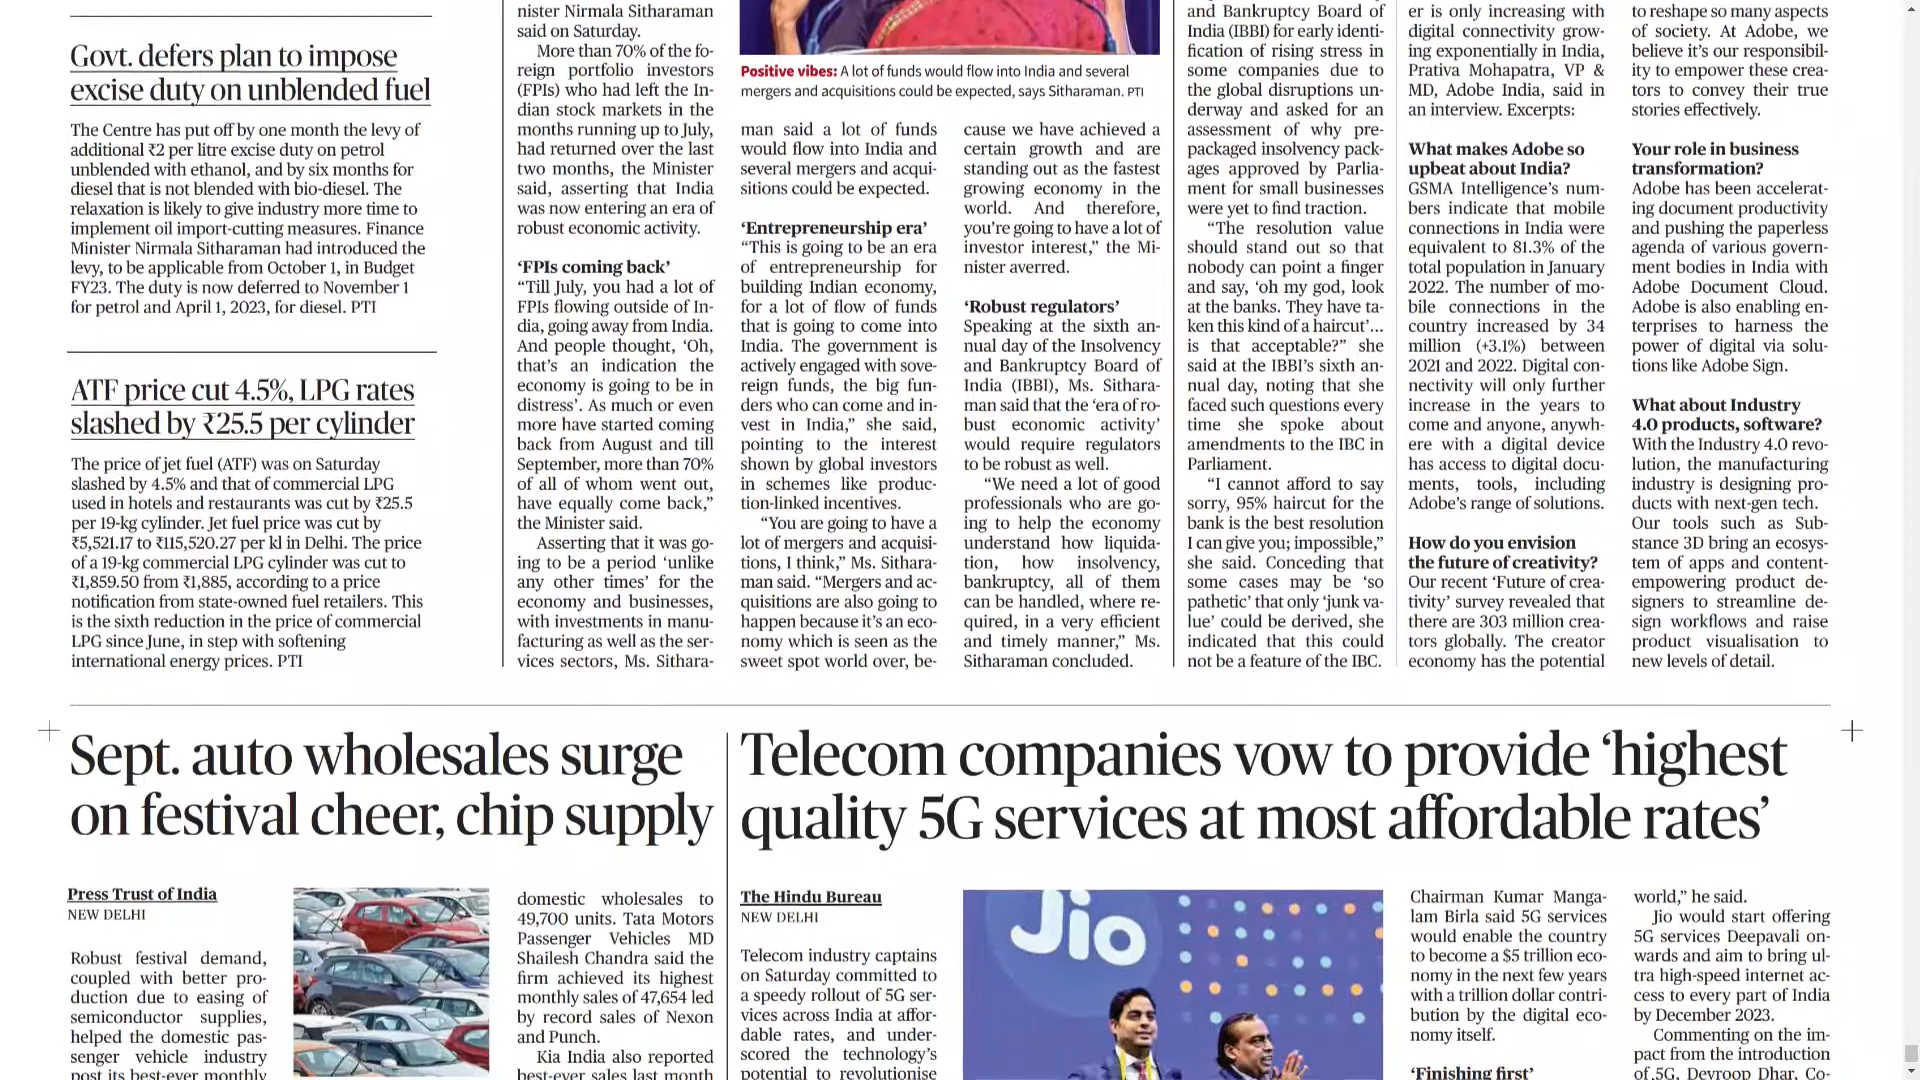 Govt. defers plan to impose
excise duty on unblended fuel
The Centre has put off by one month the levy of
additional ₹2 per litre excise duty on petrol
unblended with ethanol, and by six months for
diesel that is not blended with bio-diesel. The
relaxation is likely to give industry more time to
implement oil import-cutting measures. Finance
Minister Nirmala Sitharaman had introduced the
levy, to be applicable from October 1, in Budget
FY23. The duty is now deferred to November 1
for petrol and April 1, 2023, for diesel. PTI
ATF price cut 4.5%, LPG rates
slashed by ₹25.5 per cylinder
The price of jet fuel (ATF) was on Saturday
slashed by 4.5% and that of commercial LPG
used in hotels and restaurants was cut by ₹25.5
per 19-kg cylinder. Jet fuel price was cut by
₹5,521.17 to ₹115,520.27 per kl in Delhi. The price
of a 19-kg commercial LPG cylinder was cut to
₹1,859.50 from ₹1,885, according to a price
notification from state-owned fuel retailers. This
is the sixth reduction in the price of commercial
LPG since June, in step with softening
international energy prices. PTI
nister Nirmala Sitharaman
said on Saturday.
More than 70% of the fo-
reign portfolio investors
(FPIs) who had left the In-
dian stock markets in the
months running up to July,
had returned over the last
two months, the Minister
said, asserting that India
was now entering an era of
robust economic activity.
‘FPIs coming back’
“Till July, you had a lot of
FPIs flowing outside of In-
dia, going away from India.
And people thought, ‘Oh,
that’s an indication the
economy is going to be in
distress’. As much or even
more have started coming
back from August and till
September, more than 70%
of all of whom went out,
have equally come back,”
the Minister said.
Asserting that it was go-
ing to be a period ‘unlike
any other times’ for the
economy and businesses,
with investments in manu-
facturing as well as the ser-
vices sectors, Ms. Sithara-
Positive vibes: A lot of funds would flow into India and several
mergers and acquisitions could be expected, says Sitharaman. PTI
man said a lot of funds
would flow into India and
several mergers and acqui-
sitions could be expected.
‘Entrepreneurship era’
“This is going to be an era
of entrepreneurship for
building Indian economy,
for a lot of flow of funds
that is going to come into
India. The government is
actively engaged with sove-
reign funds, the big fun-
ders who can come and in-
vest in India,” she said,
pointing to the interest
shown by global investors
in schemes like produc-
tion-linked incentives.
“You are going to have a
lot of mergers and acquisi-
tions, I think,” Ms. Sithara-
man said. “Mergers and ac-
quisitions are also going to
happen because it’s an eco-
nomy which is seen as the
sweet spot world over, be-
cause we have achieved a
certain growth and are
standing out as the fastest
growing economy in the
world. And therefore,
you’re going to have a lot of
investor interest,” the Mi-
nister averred.
‘Robust regulators’
Speaking at the sixth an-
nual day of the Insolvency
and Bankruptcy Board of
India (IBBI), Ms. Sithara-
man said that the ‘era of ro-
bust economic activity’
would require regulators
to be robust as well.
“We need a lot of good
professionals who are go-
ing to help the economy
understand how liquida-
tion, how insolvency,
bankruptcy, all of them
can be handled, where re-
quired, in a very efficient
and timely manner,” Ms.
Sitharaman concluded.
and Bankruptcy Board of
India (IBBI) for early identi-
fication of rising stress in
some companies due to
the global disruptions un-
derway and asked for an
assessment of why pre-
packaged insolvency pack-
ages approved by Parlia-
ment for small businesses
were yet to find traction.
“The resolution value
should stand out so that
nobody can point a finger
and say, ‘oh my god, look
at the banks. They have ta-
ken this kind of a haircut’...
is that acceptable?” she
said at the IBBI’s sixth an-
nual day, noting that she
faced such questions every
time she spoke about
amendments to the IBC in
Parliament.
“I cannot afford to say
sorry, 95% haircut for the
bank is the best resolution
I can give you; impossible,”
she said. Conceding that
some cases may be ‘so
pathetic’ that only ‘junk va-
lue’ could be derived, she
indicated that this could
not be a feature of the IBC.
er is only increasing with
digital connectivity grow-
ing exponentially in India,
Prativa Mohapatra, VP &
MD, Adobe India, said in
an interview. Excerpts:
What makes Adobe so
upbeat about India?
GSMA Intelligence’s num-
bers indicate that mobile
connections in India were
equivalent to 81.3% of the
total population in January
2022. The number of mo-
bile connections in the
country increased by 34
million (+3.1%) between
2021 and 2022. Digital con-
nectivity will only further
increase in the years to
come and anyone, anywh-
ere with a digital device
has access to digital docu-
ments, tools, including
Adobe’s range of solutions.
How do you envision
the future of creativity?
Our recent ‘Future of crea-
tivity’ survey revealed that
there are 303 million crea-
tors globally. The creator
economy has the potential
to reshape so many aspects
of society. At Adobe, we
believe it’s our responsibil-
ity to empower these crea-
tors to convey their true
stories effectively.
Your role in business
transformation?
Adobe has been accelerat-
ing document productivity
and pushing the paperless
agenda of various govern-
ment bodies in India with
Adobe Document Cloud.
Adobe is also enabling en-
terprises to harness the
power of digital via solu-
tions like Adobe Sign.
What about Industry
4.0 products, software?
With the Industry 4.0 revo-
lution, the manufacturing
industry is designing pro-
ducts with next-gen tech.
Our tools such as Sub-
stance 3D bring an ecosys-
tem of apps and content-
empowering product de-
signers to streamline de-
sign workflows and raise
product visualisation to
new levels of detail.
Sept. auto wholesales surge
on festival cheer, chip supply
Press Trust of India
NEW DELHI
Robust festival demand,
coupled with better pro-
duction due to easing of
semiconductor supplies,
helped the domestic pas-
senger vehicle industry
post its best-ever monthly
domestic wholesales to
49,700 units. Tata Motors
Passenger Vehicles MD
Shailesh Chandra said the
firm achieved its highest
monthly sales of 47,654 led
by record sales of Nexon
and Punch.
Kia India also reported
best-ever sales last month
Telecom companies vow to provide ‘highest
quality 5G services at most affordable rates’
The Hindu Bureau
NEW DELHI
Telecom industry captains
on Saturday committed to
a speedy rollout of 5G ser-
vices across India at affor-
dable rates, and under-
scored the technology’s
potential to revolutionise
Jio
Chairman Kumar Manga-
lam Birla said 5G services
would enable the country
to become a $5 trillion eco-
nomy in the next few years
with a trillion dollar contri-
bution by the digital eco-
nomy itself.
‘Finishing first’
world,” he said.
Jio would start offering
5G services Deepavali on-
wards and aim to bring ul-
tra high-speed internet ac-
cess to every part of India
by December 2023.
Commenting on the im-
pact from the introduction
of 5G, Devroop Dhar, Co-